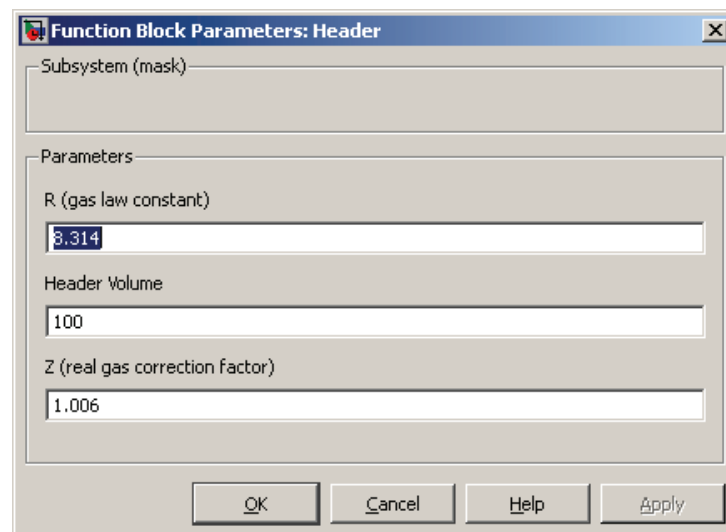 Function Block Parameters: Header
Subsystem (mask)
Parameters
R (gas law constant)
8.314
Header Volume
100
Z (real gas correction factor)
1.006
OK Cancel Help Apply